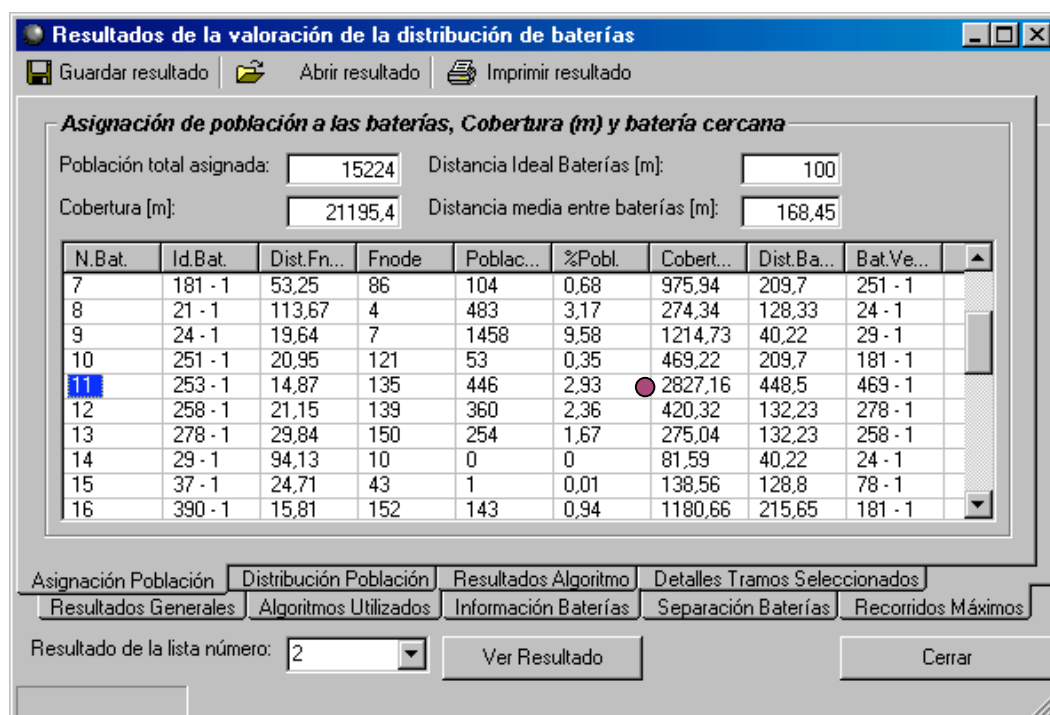 Resultados de la valoración de la distribución de baterías
Guardar resultado Abrir resultado Imprimir resultado
Asignación de población a las baterías, Cobertura (m) y batería cercana
Población total asignada: 15224 Distancia Ideal Baterías [m]: 100
Cobertura [m]: 21195,4 Distancia media entre baterías [m]: 168,45
N.Bat. Id.Bat. Dist.Fn... Fnode Poblac... %Pobl. Cobert... Dist.Ba... Bat.Ve...
7 181 - 1 53,25 86 104 0,68 975,94 209,7 251 - 1
8 21 - 1 113,67 4 483 3,17 274,34 128,33 24 - 1
9 24 - 1 19,64 7 1458 9,58 1214,73 40,22 29 - 1
10 251 - 1 20,95 121 53 0,35 469,22 209,7 181 - 1
11 253 - 1 14,87 135 446 2,93 2827,16 448,5 469 - 1
12 258 - 1 21,15 139 360 2,36 420,32 132,23 278 - 1
13 278 - 1 29,84 150 254 1,67 275,04 132,23 258 - 1
14 29 - 1 94,13 10 0 0 81,59 40,22 24 - 1
15 37 - 1 24,71 43 1 0,01 138,56 128,8 78 - 1
16 390 - 1 15,81 152 143 0,94 1180,66 215,65 181 - 1
Asignación Población Distribución Población Resultados Algoritmo Detalles Tramos Seleccionados
Resultados Generales Algoritmos Utilizados Información Baterías Separación Baterías Recorridos Máximos
Resultado de la lista número: 2 Ver Resultado Cerrar